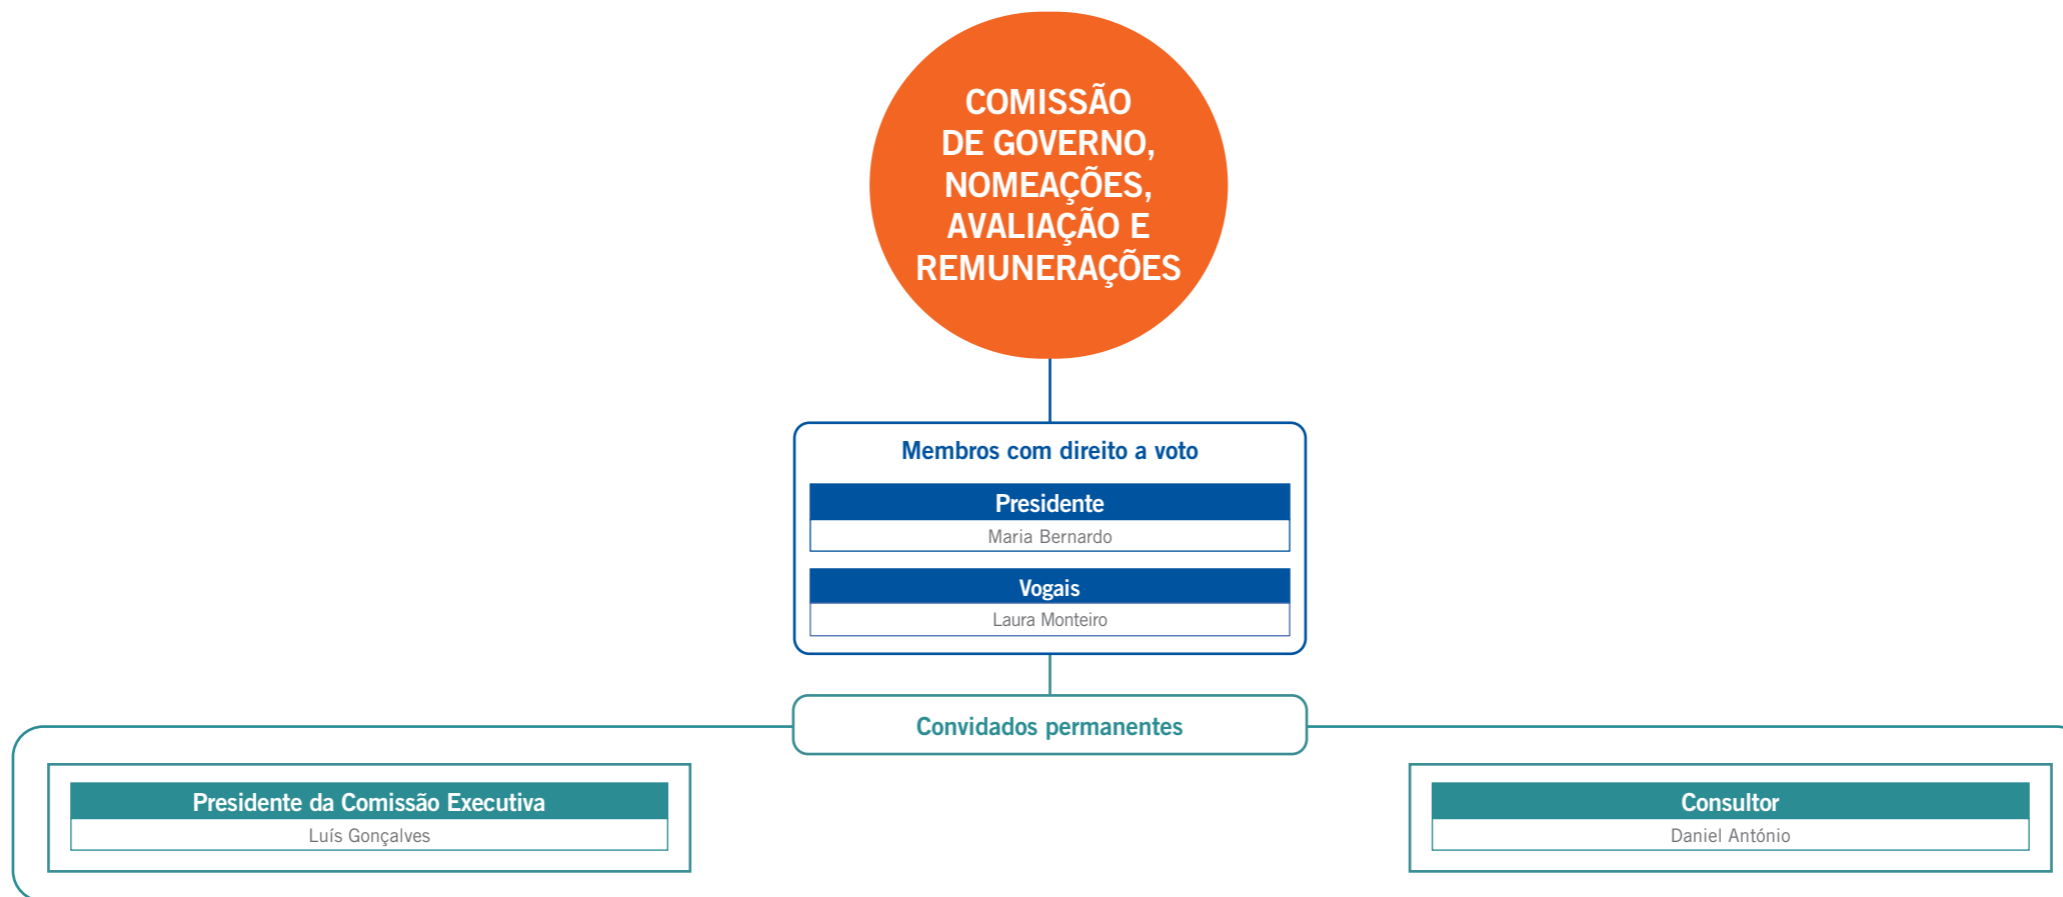 COMISSÃO
DE GOVERNO,
NOMEAÇÕES,
AVALIAÇÃO E
REMUNERAÇÕES
Membros com direito a voto
Presidente
Maria Bernardo
Vogais
Laura Monteiro
Convidados permanentes
Presidente da Comissão Executiva
Luís Gonçalves
Consultor
Daniel António